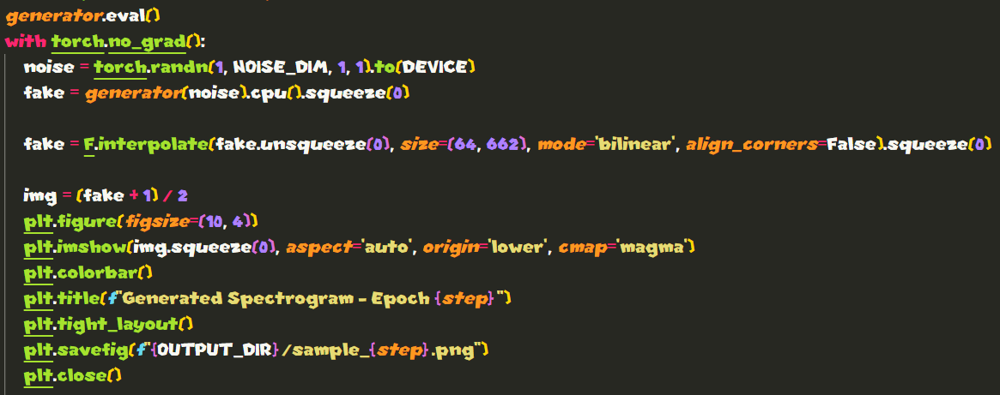 generator.eval()
with torch.no_grad():
noise = torch.randn(1, NOISE_DIM, 1, 1).to(DEVICE)
fake = generator(noise).cpu().squeeze(0)
fake = F.interpolate(fake.unsqueeze(0), size=(64, 662), mode='bilinear', align_corners=False).squeeze(0)
img = (fake + 1) / 2
plt.figure(figsize=(10, 4))
plt.imshow(img.squeeze(0), aspect='auto', origin='lower', cmap='magma')
plt.colorbar()
plt.title(f"Generated Spectrogram - Epoch {step}")
plt.tight_layout()
plt.savefig(f"{OUTPUT_DIR}/sample_{step}.png")
plt.close()